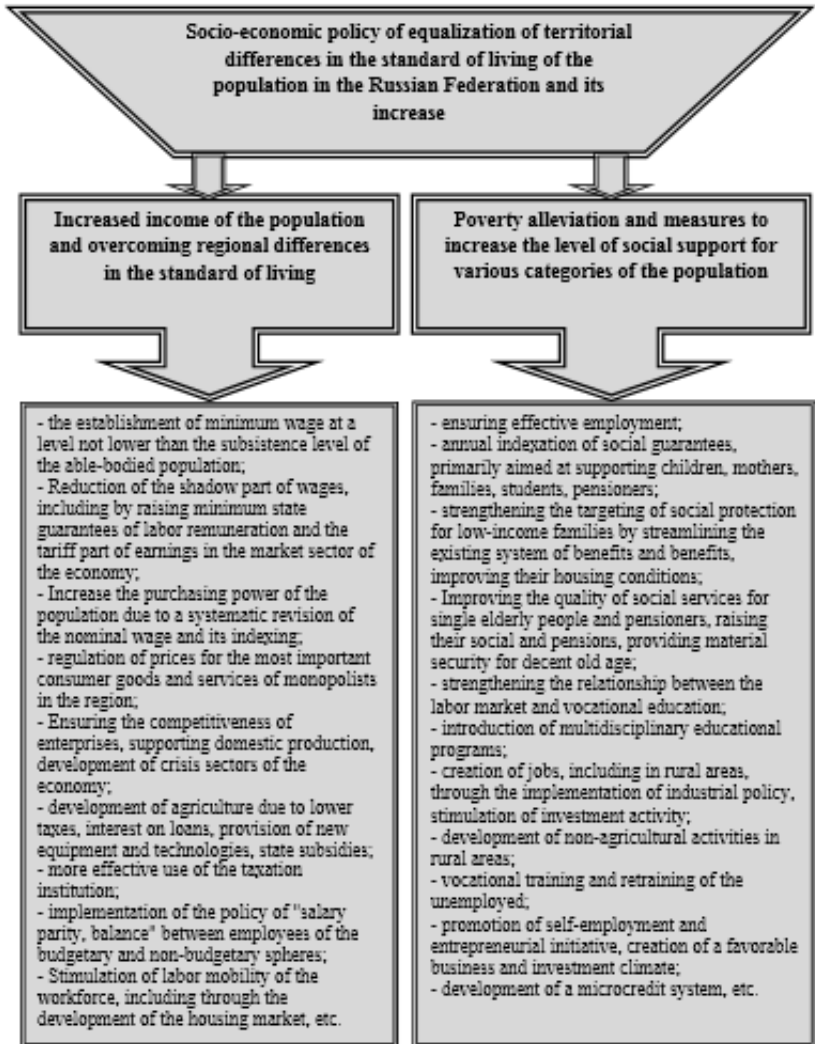 Socio-economic policy of equalization of territorial
differences in the standard of living of the
population in the Russian Federation and its
increase
Increased income of the population
and overcoming regional differences
in the standard of living
Poverty alleviation and measures to
increase the level of social support for
various categories of the population
- the establishment of minimum wage at a
level not lower than the subsistence level of
the able-bodied population;
- Reduction of the shadow part of wages,
including by raising minimum state
guarantees of labor remuneration and the
tariff part of earnings in the market sector of
the economy;
- Increase the purchasing power of the
population due to a systematic revision of
the nominal wage and its indexing;
- regulation of prices for the most important
consumer goods and services of monopolists
in the region;
- Ensuring the competitiveness of
enterprises, supporting domestic production,
development of crisis sectors of the
economy;
- development of agriculture due to lower
taxes, interest on loans, provision of new
equipment and technologies, state subsidies;
- more effective use of the taxation
institution;
- implementation of the policy of "salary
parity, balance" between employees of the
budgetary and non-budgetary spheres;
- Stimulation of labor mobility of the
workforce, including through the
development of the housing market, etc.
- ensuring effective employment;
- annual indexation of social guarantees,
primarily aimed at supporting children, mothers,
families, students, pensioners;
- strengthening the targeting of social protection
for low-income families by streamlining the
existing system of benefits and benefits,
improving their housing conditions;
- Improving the quality of social services for
single elderly people and pensioners, raising
their social and pensions, providing material
security for decent old age;
- strengthening the relationship between the
labor market and vocational education;
- introduction of multidisciplinary educational
programs;
- creation of jobs, including in rural areas,
through the implementation of industrial policy,
stimulation of investment activity;
- development of non-agricultural activities in
rural areas;
- vocational training and retraining of the
unemployed;
- promotion of self-employment and
entrepreneurial initiative, creation of a favorable
business and investment climate;
- development of a microcredit system, etc.